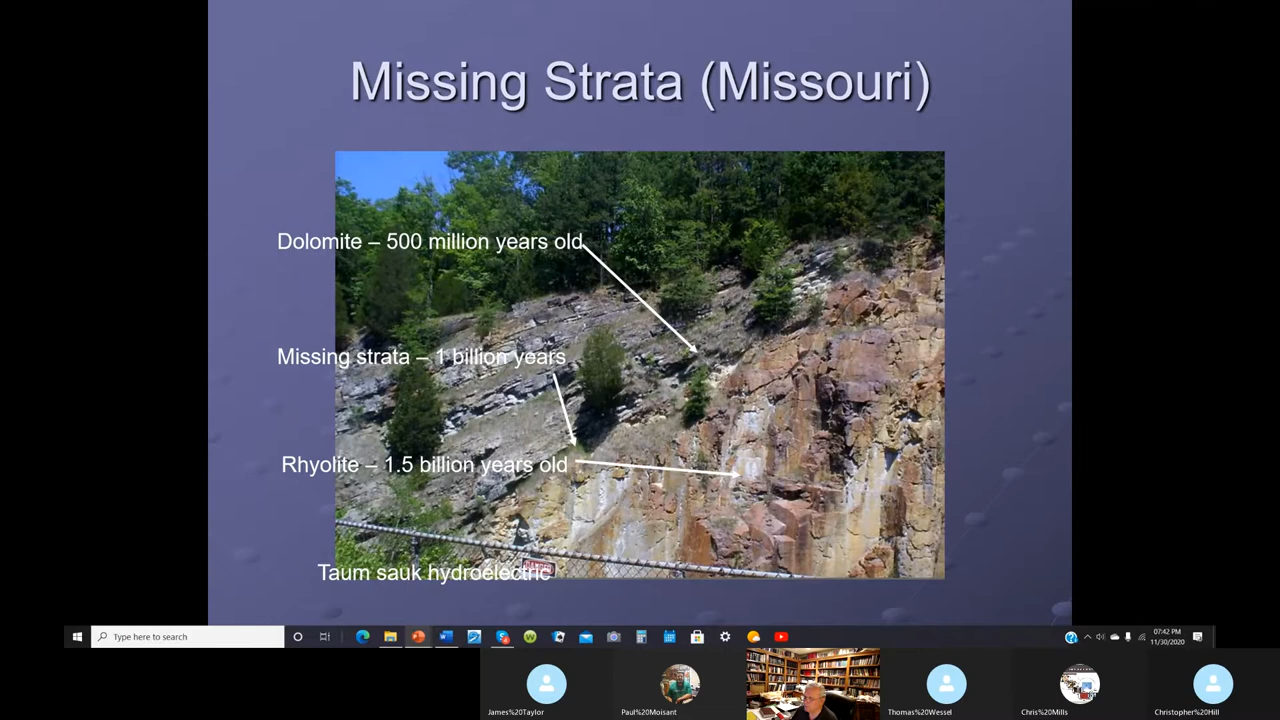 Missing Strata (Missouri)
Dolomite – 500 million years old
Missing strata – 1 billion years
Rhyolite – 1.5 billion years old
DANGER
Taum sauk hydroelectric
Type here to search
07:42 PM
11/30/2020
James%20Taylor
Paul%20Moisant
Thomas%20Wessel
Chris%20Mills
Christopher%20Hill